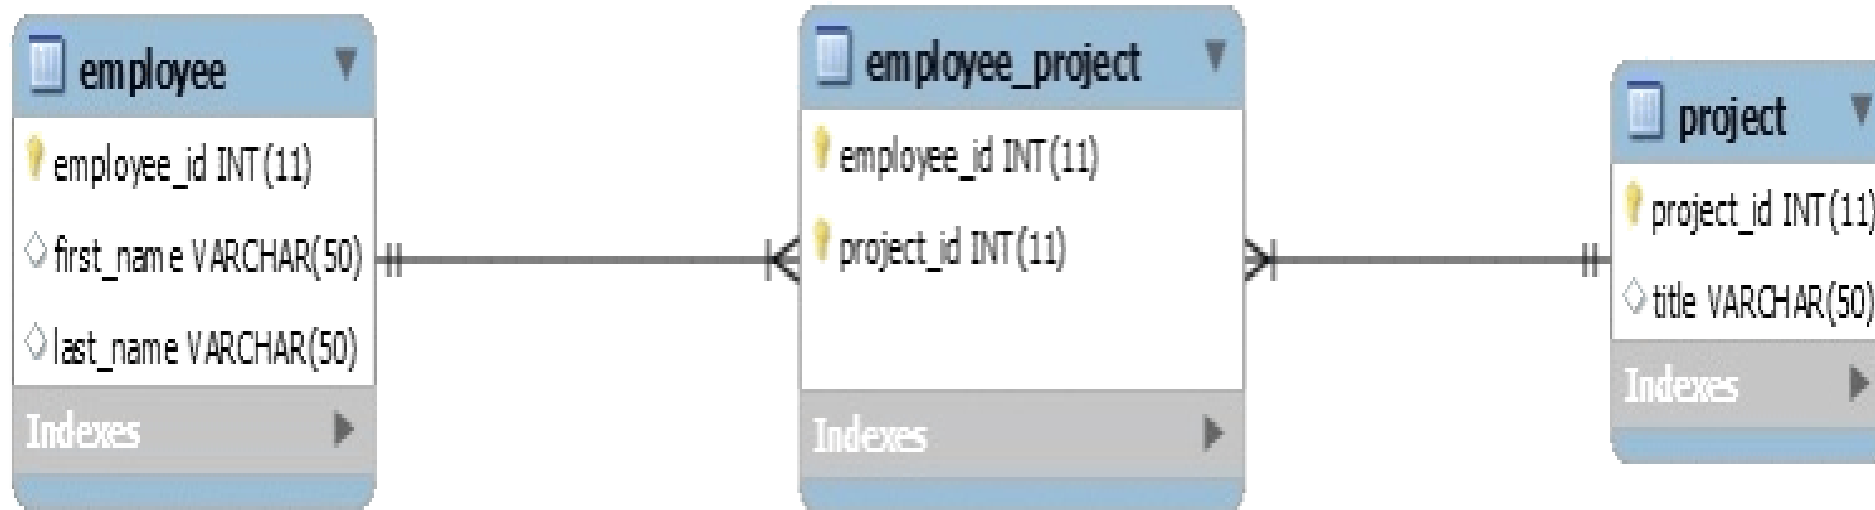 employee
employee_id INT(11)
first_name VARCHAR(50)
last_name VARCHAR(50)
Indexes
employee_project
employee_id INT(11)
project_id INT(11)
Indexes
project
project_id INT(11)
title VARCHAR(50)
Indexes